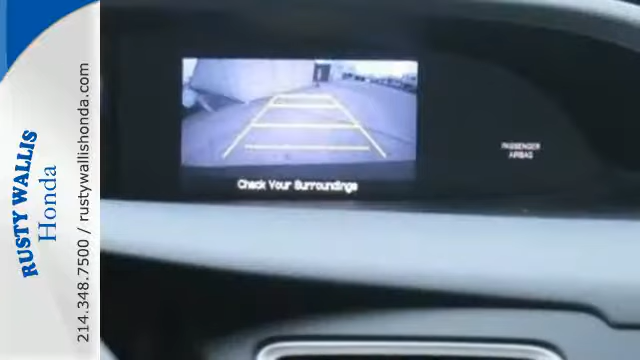 RUSTY WALLIS
Honda
214.348.7500 / rustywallishonda.com
Check Your Surroundings
PASSENGER
AIRBAG